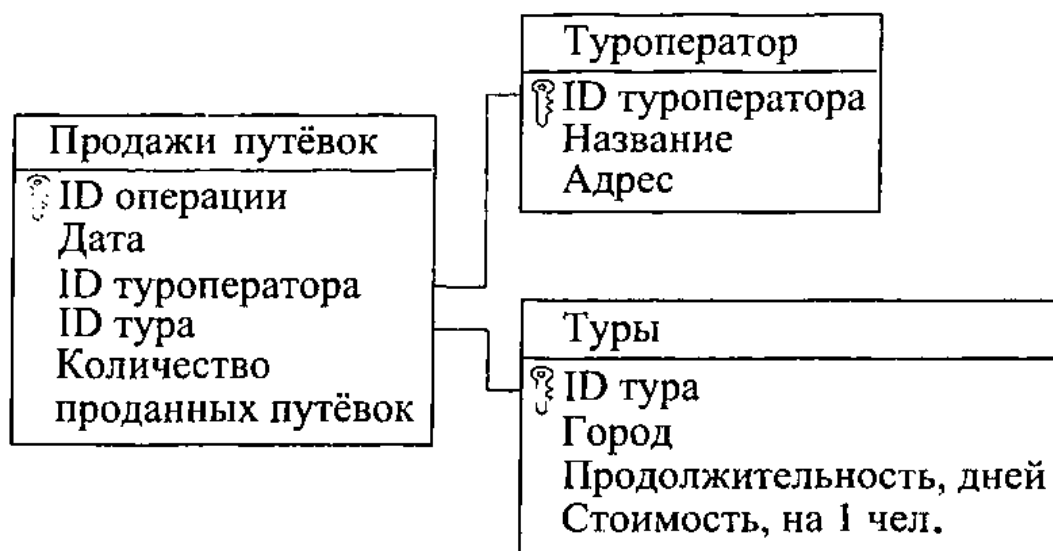 Продажи путёвок
ID операции
Дата
ID туроператора
ID тура
Количество
проданных путёвок
Туроператор
ID туроператора
Название
Адрес
Туры
ID тура
Город
Продолжительность, дней
Стоимость, на 1 чел.